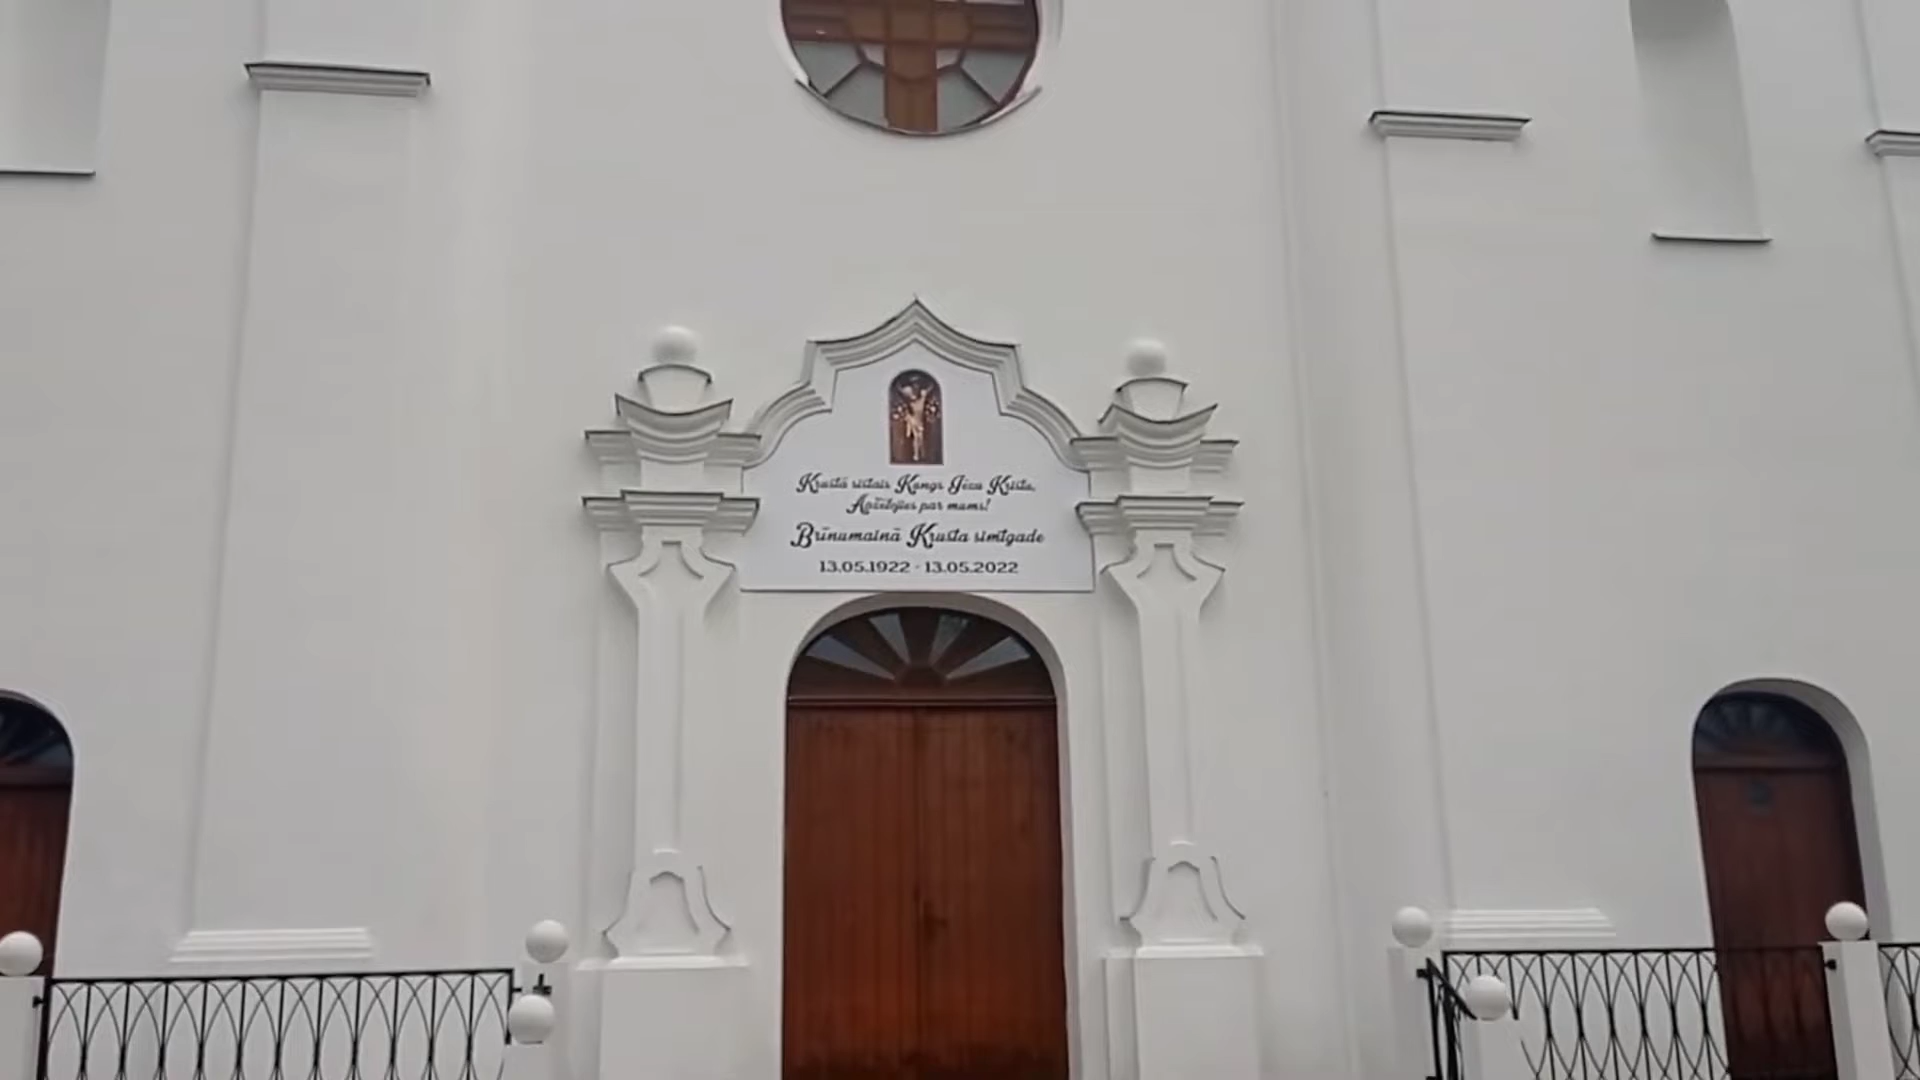 Krustā sistais Kungs Jēzu Kristu,
Apžēlojies par mums!
Brīnumainā Krusta simtgade
13.05.1922 - 13.05.2022